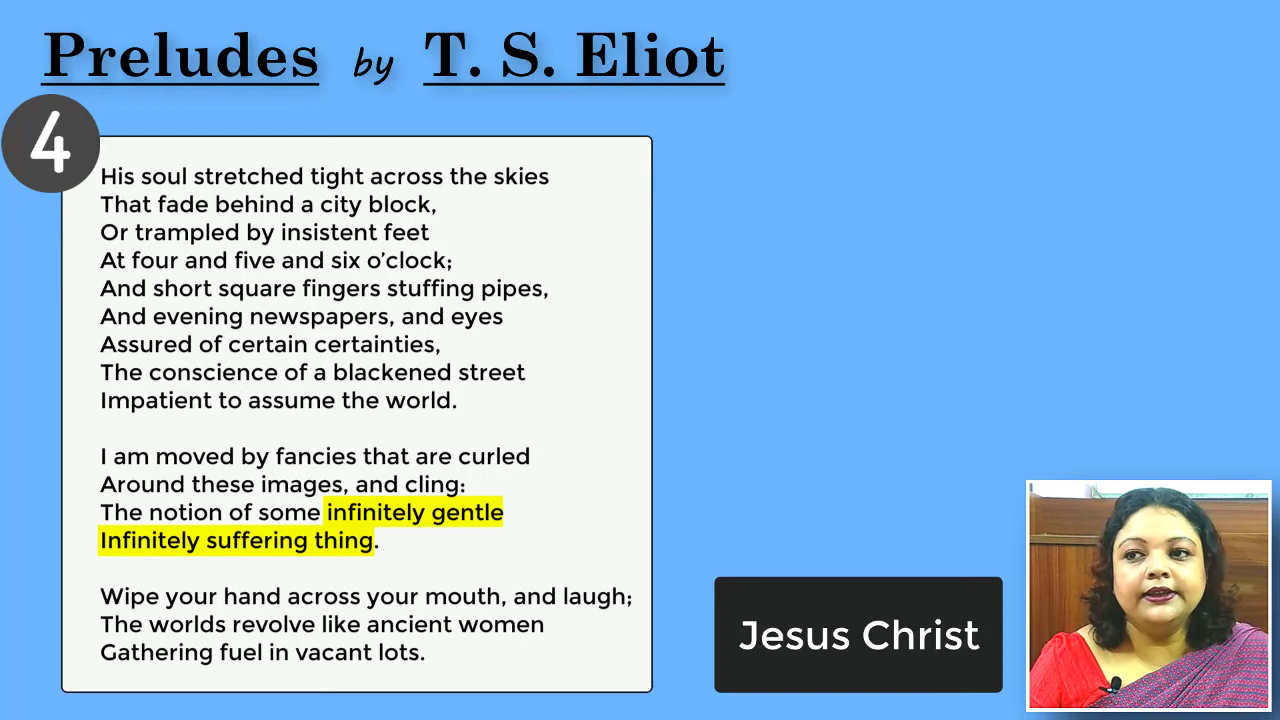 Preludes by T. S. Eliot
4
His soul stretched tight across the skies
That fade behind a city block,
Or trampled by insistent feet
At four and five and six o’clock;
And short square fingers stuffing pipes,
And evening newspapers, and eyes
Assured of certain certainties,
The conscience of a blackened street
Impatient to assume the world.
I am moved by fancies that are curled
Around these images, and cling:
The notion of some infinitely gentle
Infinitely suffering thing.
Wipe your hand across your mouth, and laugh;
The worlds revolve like ancient women
Gathering fuel in vacant lots.
Jesus Christ